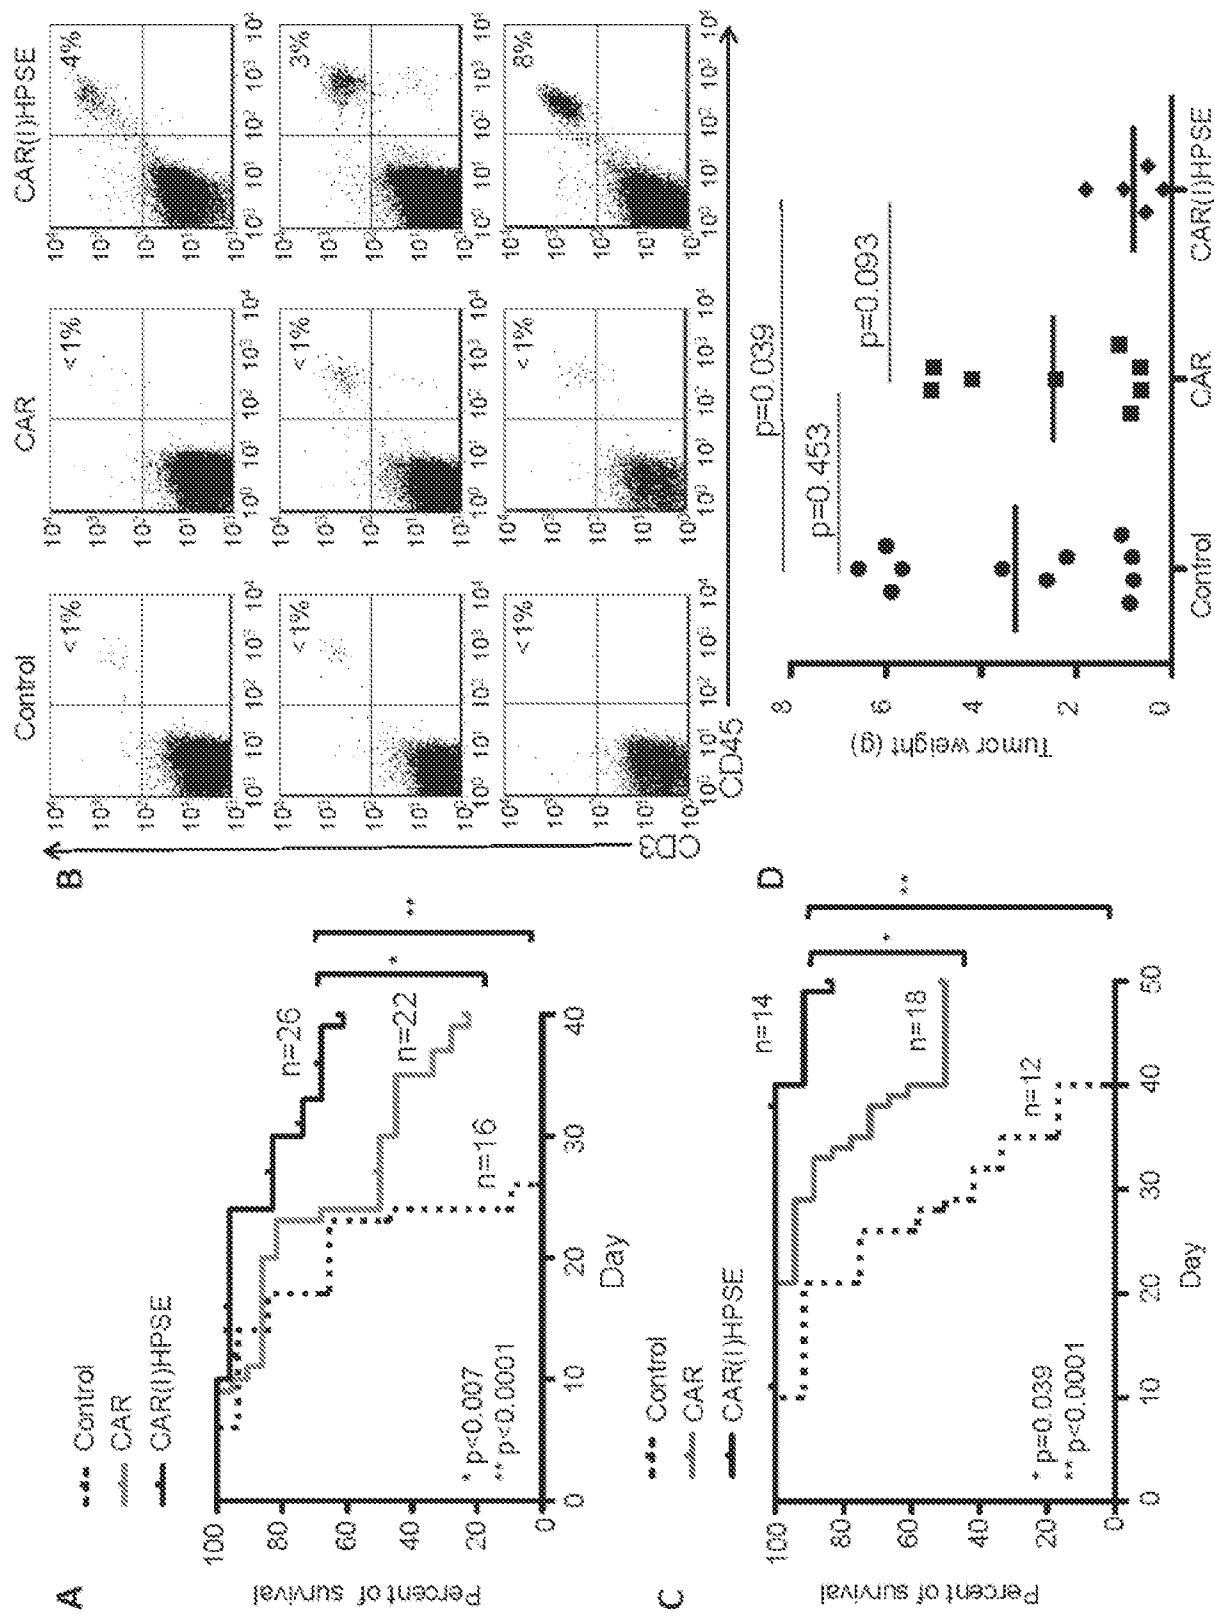 A
Control
CAR
CAR(I)HPSE
Percent of survival
100
80
60
40
20
0
n=26
n=22
n=16
*
**
* p<0.007
** p<0.0001
0
10
20
30
40
Day
B
Control
CAR
CAR(I)HPSE
<1%
<1%
4%
<1%
<1%
3%
<1%
<1%
8%
CD3
CD45
C
Control
CAR
CAR(I)HPSE
Percent of survival
100
80
60
40
20
0
n=14
n=18
n=12
*
**
* p=0.039
** p<0.0001
0
10
20
30
40
50
Day
D
p=0.039
p=0.453
p=0.093
Tumor weight (g)
8
6
4
2
0
Control
CAR
CAR(I)HPSE